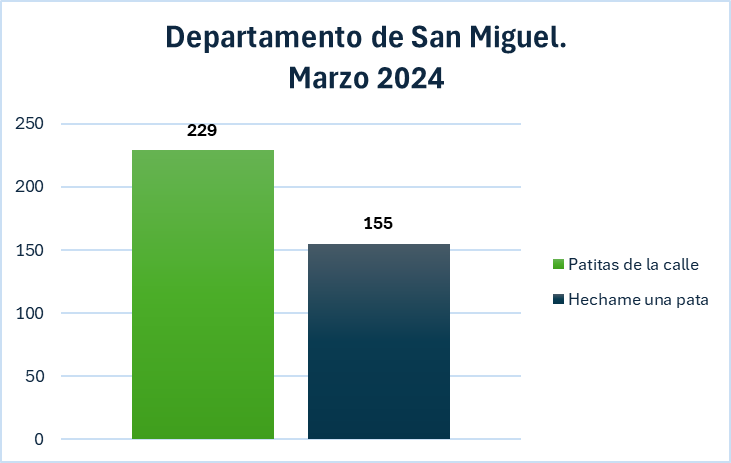 Departamento de San Miguel.
Marzo 2024
250
229
200
155
150
100
50
0
Patitas de la calle
Hechame una pata